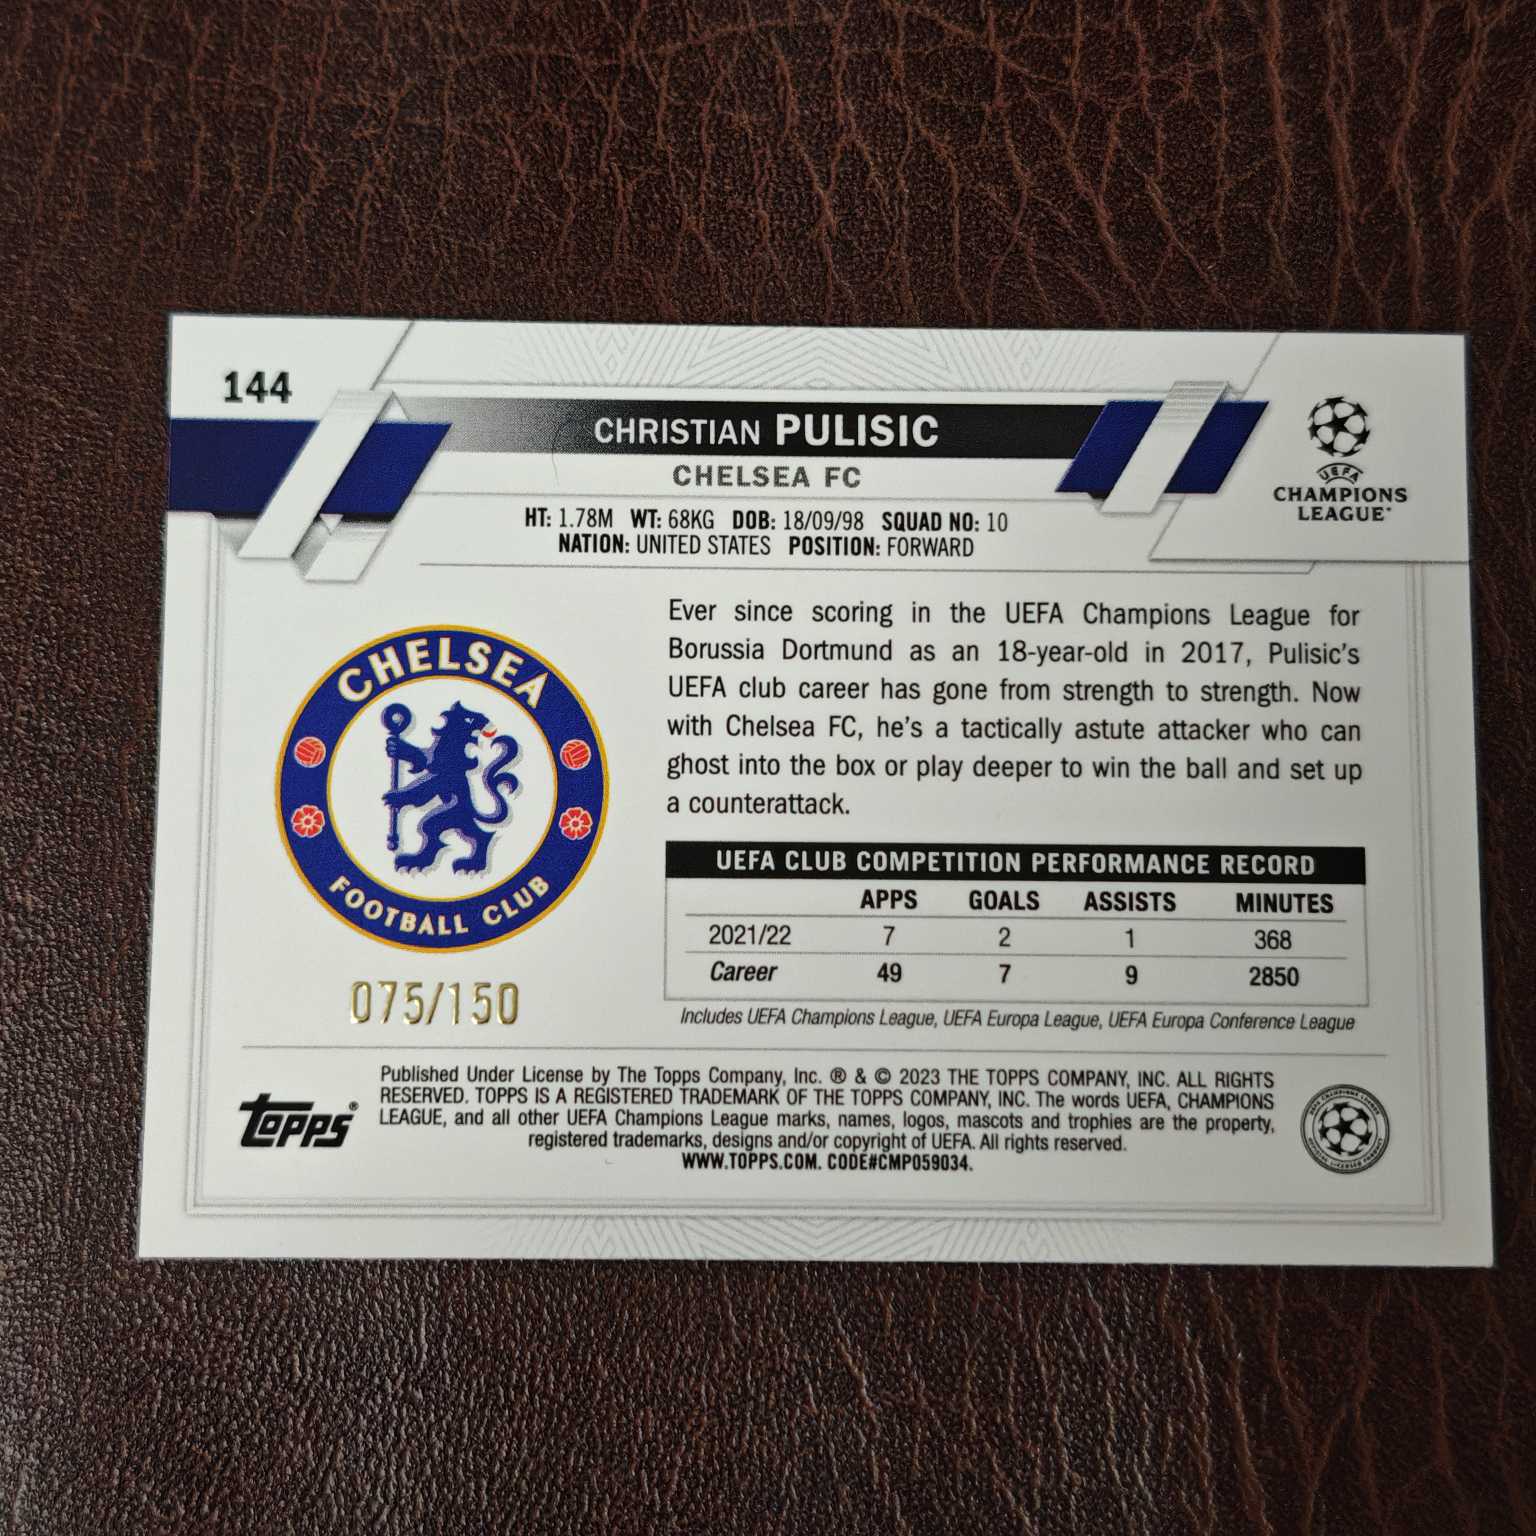 144
CHRISTIAN PULISIC
CHELSEA FC
UEFA
CHAMPIONS
LEAGUE
HT: 1.78M WT: 68KG DOB: 18/09/98 SQUAD NO: 10
NATION: UNITED STATES POSITION: FORWARD
Ever since scoring in the UEFA Champions League for
Borussia Dortmund as an 18-year-old in 2017, Pulisic's
UEFA club career has gone from strength to strength. Now
with Chelsea FC, he's a tactically astute attacker who can
ghost into the box or play deeper to win the ball and set up
a counterattack.
CHELSEA
FOOTBALL CLUB
075/150
UEFA CLUB COMPETITION PERFORMANCE RECORD
APPS GOALS ASSISTS MINUTES
2021/22 7 2 1 368
Career 49 7 9 2850
Includes UEFA Champions League, UEFA Europa League, UEFA Europa Conference League
topps®
Published Under License by The Topps Company, Inc. ® & © 2023 THE TOPPS COMPANY, INC. ALL RIGHTS
RESERVED. TOPPS IS A REGISTERED TRADEMARK OF THE TOPPS COMPANY, INC. The words UEFA, CHAMPIONS
LEAGUE, and all other UEFA Champions League marks, names, logos, mascots and trophies are the property,
registered trademarks, designs and/or copyright of UEFA. All rights reserved.
WWW.TOPPS.COM. CODE#CMP059034.